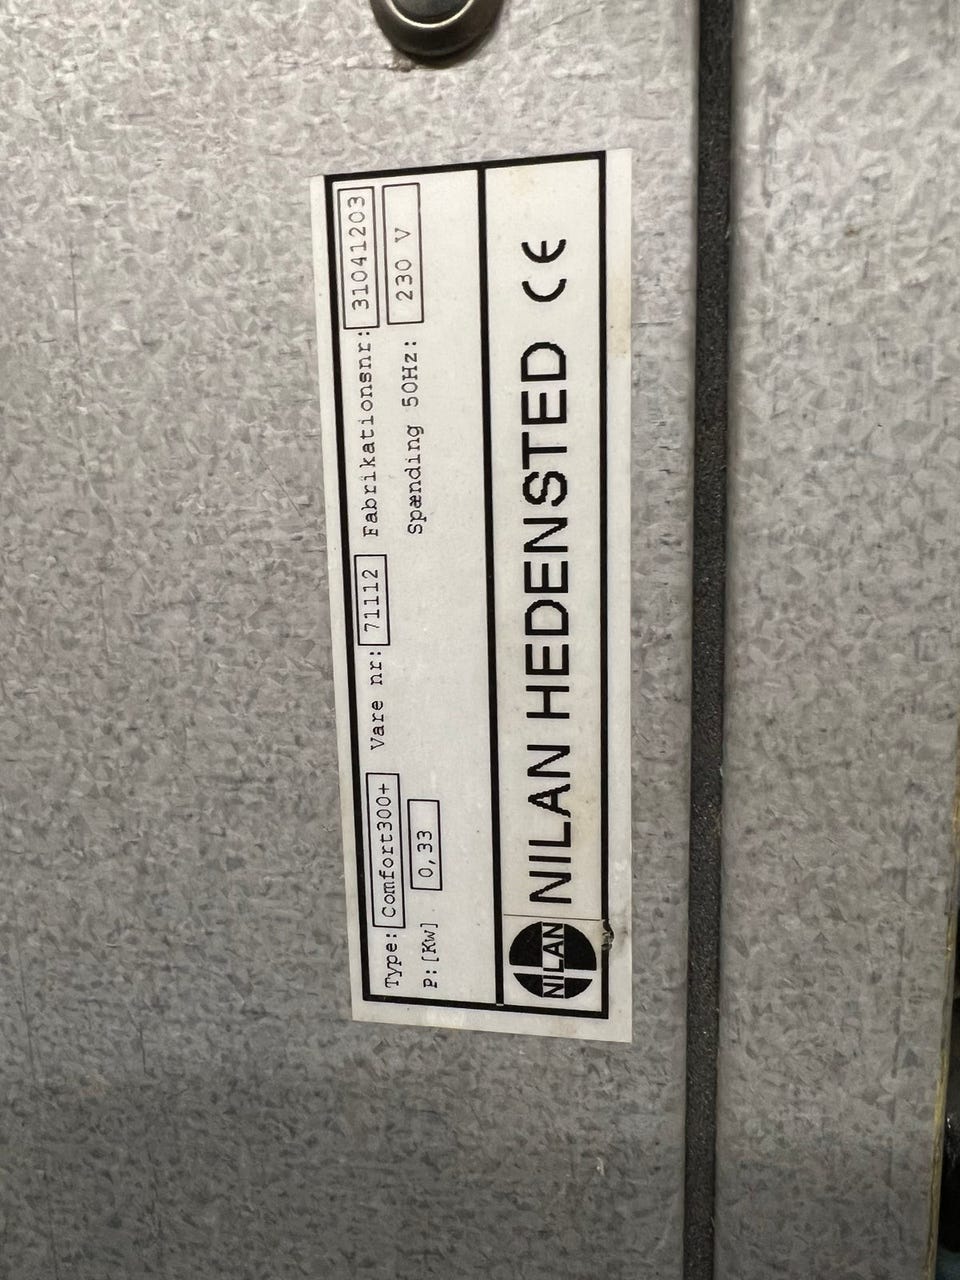 Type: Comfort300+ Vare nr: 71112 Fabrikationsnr: 31041203
P:[Kw] 0,33 Spænding 50Hz: 230 V
NILAN NILAN HEDENSTED CE